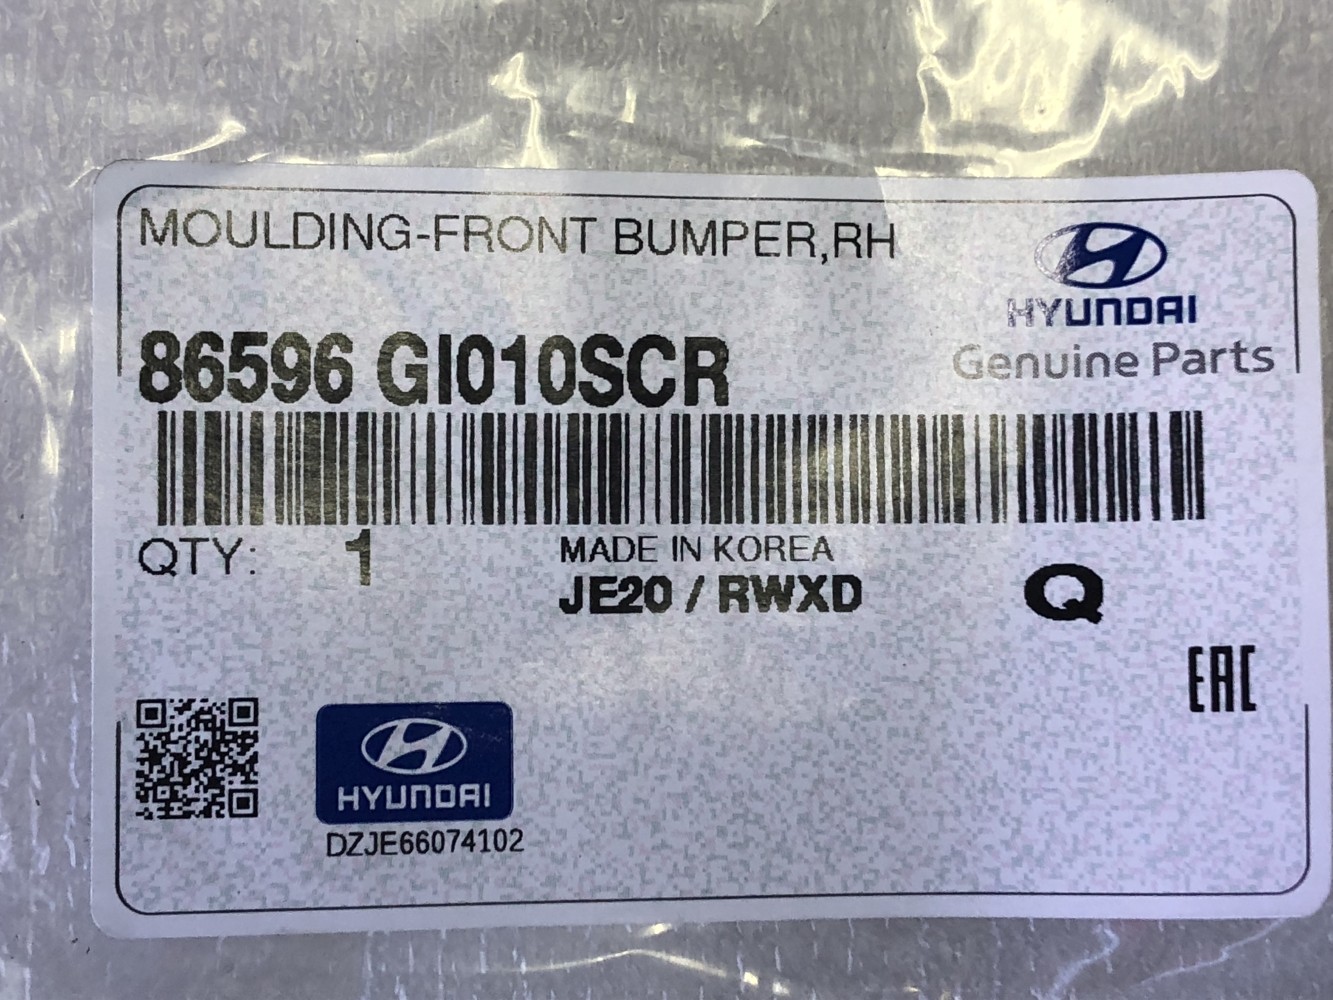 MOULDING-FRONT BUMPER,RH
HYUNDAI
Genuine Parts
86596 GI010SCR
QTY: 1
MADE IN KOREA
JE20 / RWXD
Q
EAC
HYUNDAI
DZJE66074102